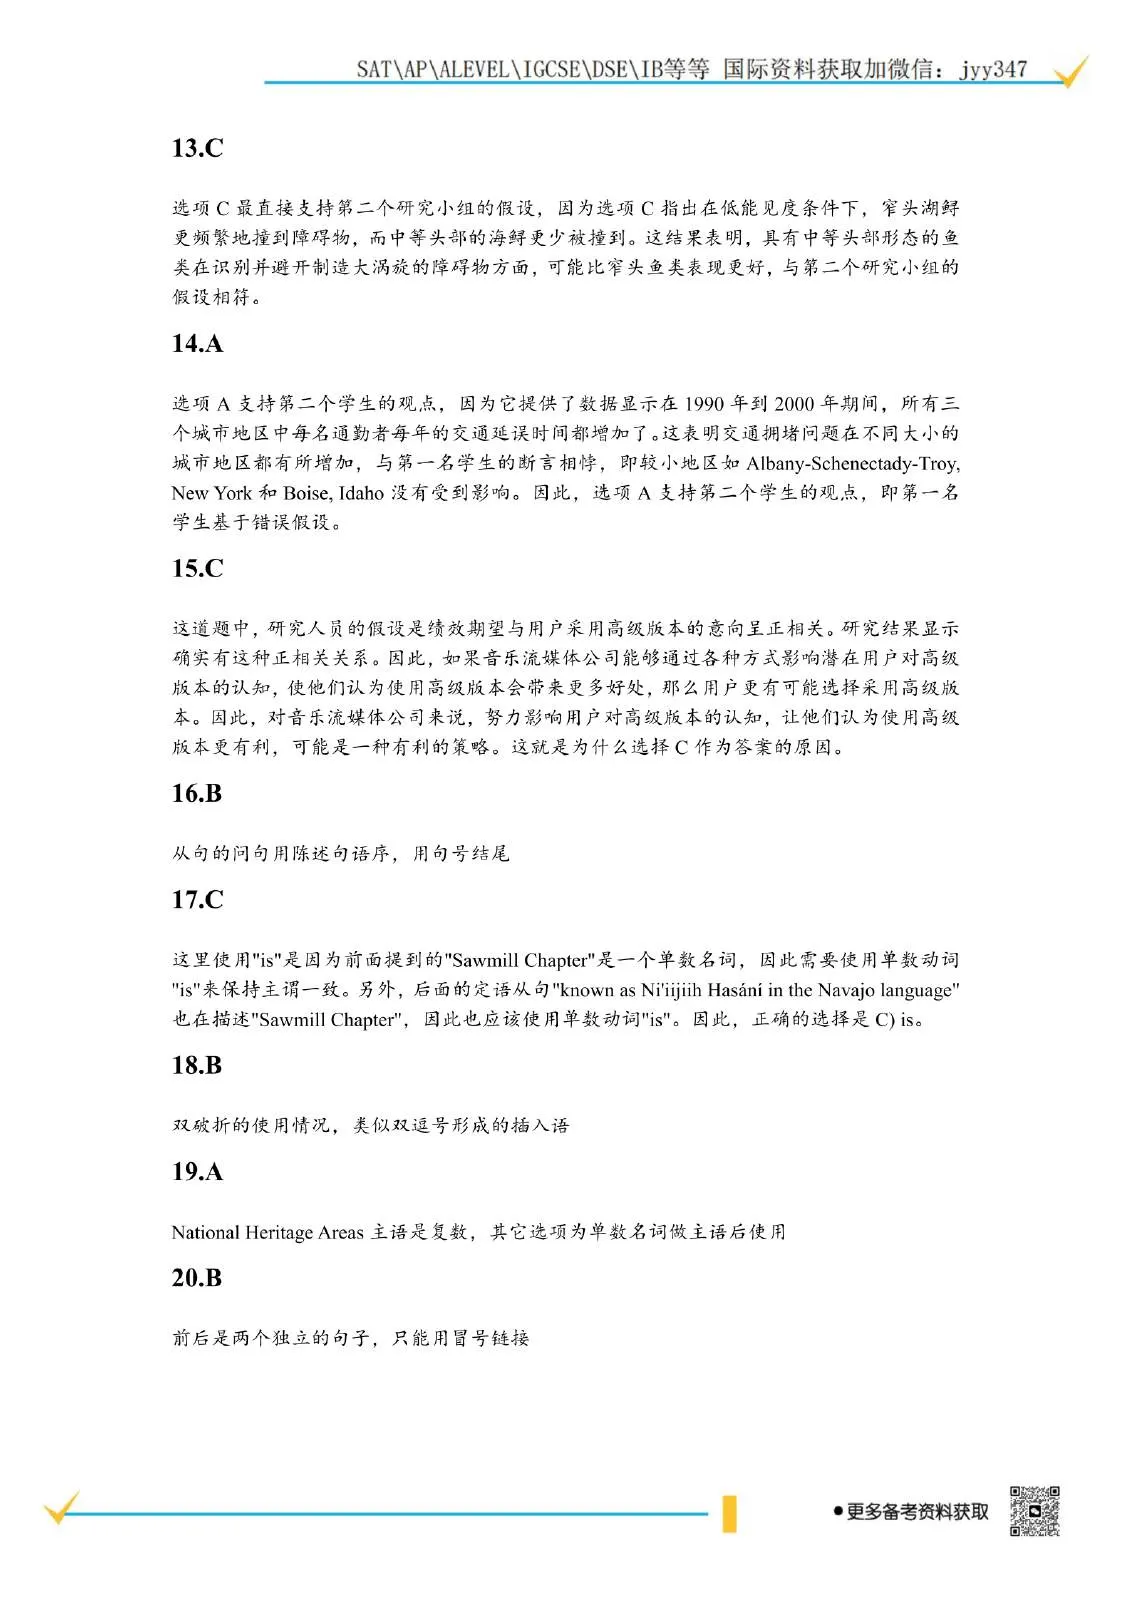 SAT\AP\ALEVEL\IGCSE\DSE\IB等等 国际资料获取加微信：jyy347
13.C
选项 C 最直接支持第二个研究小组的假设，因为选项 C 指出在低能见度条件下，窄头湖鲟
更频繁地撞到障碍物，而中等头部的海鲟更少被撞到。这结果表明，具有中等头部形态的鱼
类在识别并避开制造大涡旋的障碍物方面，可能比窄头鱼类表现更好，与第二个研究小组的
假设相符。
14.A
选项 A 支持第二个学生的观点，因为它提供了数据显示在 1990 年到 2000 年期间，所有三
个城市地区中每名通勤者每年的交通延误时间都增加了。这表明交通拥堵问题在不同大小的
城市地区都有所增加，与第一名学生的断言相悖，即较小地区如 Albany-Schenectady-Troy,
New York 和 Boise, Idaho 没有受到影响。因此，选项 A 支持第二个学生的观点，即第一名
学生基于错误假设。
15.C
这道题中，研究人员的假设是绩效期望与用户采用高级版本的意向呈正相关。研究结果显示
确实有这种正相关关系。因此，如果音乐流媒体公司能够通过各种方式影响潜在用户对高级
版本的认知，使他们认为使用高级版本会带来更多好处，那么用户更有可能选择采用高级版
本。因此，对音乐流媒体公司来说，努力影响用户对高级版本的认知，让他们认为使用高级
版本更有利，可能是一种有利的策略。这就是为什么选择 C 作为答案的原因。
16.B
从句的问句用陈述句语序，用句号结尾
17.C
这里使用"is"是因为前面提到的"Sawmill Chapter"是一个单数名词，因此需要使用单数动词
"is"来保持主谓一致。另外，后面的定语从句"known as Ni'iijiih Hasání in the Navajo language"
也在描述"Sawmill Chapter"，因此也应该使用单数动词"is"。因此，正确的选择是 C) is。
18.B
双破折的使用情况，类似双逗号形成的插入语
19.A
National Heritage Areas 主语是复数，其它选项为单数名词做主语后使用
20.B
前后是两个独立的句子，只能用冒号链接
●更多备考资料获取